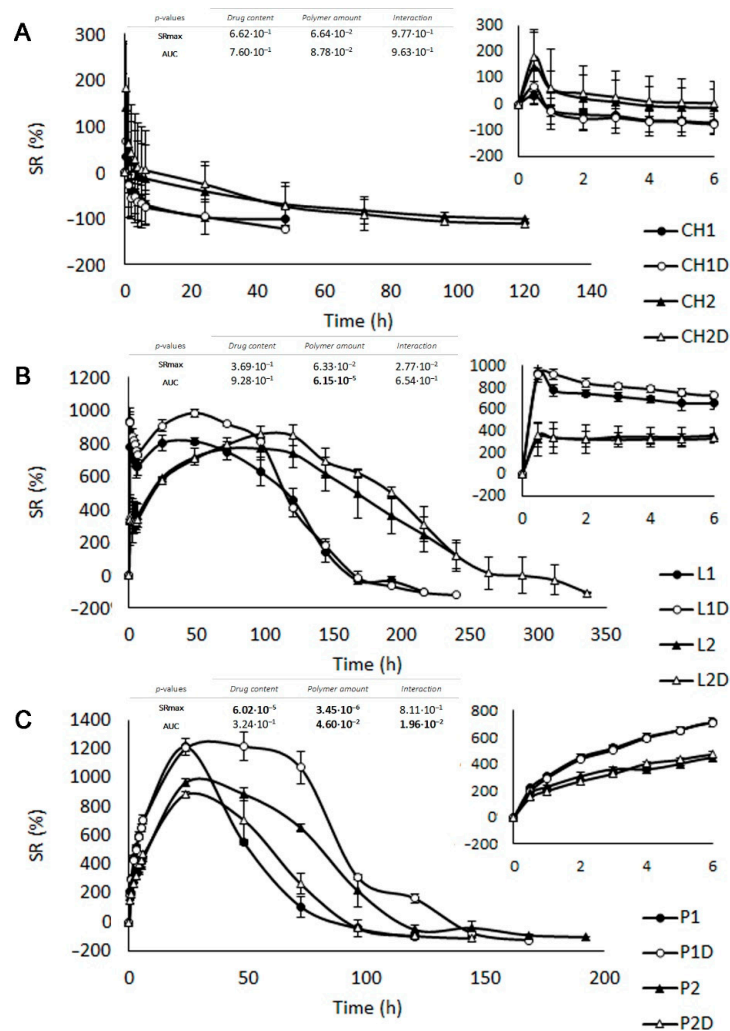 A
p-values Drug content Polymer amount Interaction
SRmax 6.62·10⁻¹ 6.64·10⁻² 9.77·10⁻¹
AUC 7.60·10⁻¹ 8.78·10⁻² 9.63·10⁻¹
SR (%)
300
200
100
0
−100
−200
0 20 40 60 80 100 120 140
Time (h)
300
200
100
0
-100
-200
0 2 4 6
CH1
CH1D
CH2
CH2D
B
p-values Drug content Polymer amount Interaction
SRmax 3.69·10⁻¹ 6.33·10⁻² 2.77·10⁻²
AUC 9.28·10⁻¹ 6.15·10⁻⁵ 6.54·10⁻¹
SR (%)
1200
1000
800
600
400
200
0
−200
0 50 100 150 200 250 300 350
Time (h)
1000
800
600
400
200
0
-200
0 2 4 6
L1
L1D
L2
L2D
C
p-values Drug content Polymer amount Interaction
SRmax 6.02·10⁻⁵ 3.45·10⁻⁶ 8.11·10⁻¹
AUC 3.24·10⁻¹ 4.60·10⁻² 1.96·10⁻²
SR (%)
1400
1200
1000
800
600
400
200
0
−200
0 50 100 150 200
Time (h)
800
600
400
200
0
-200
0 2 4 6
P1
P1D
P2
P2D